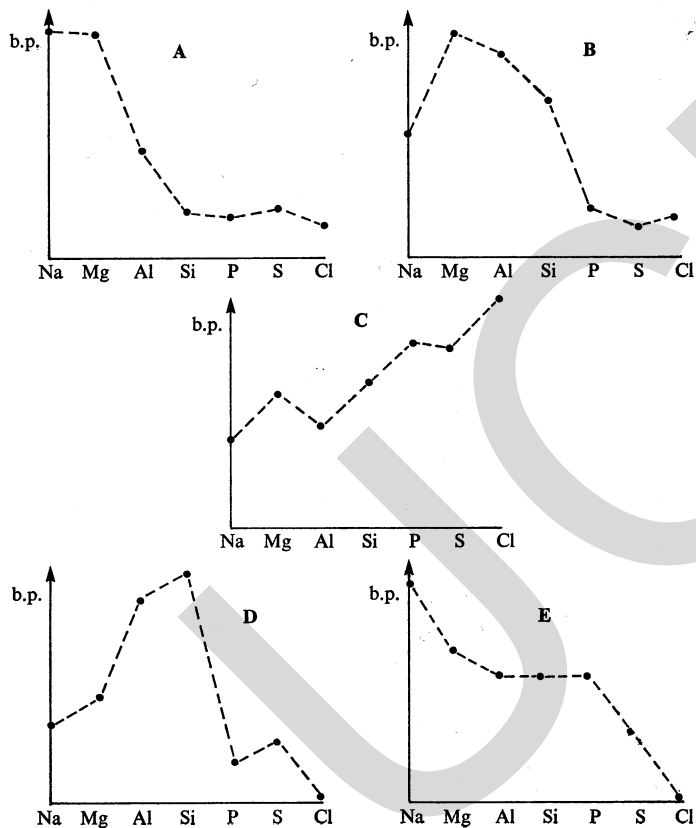 b.p.
A
Na Mg Al Si P S Cl
b.p.
B
Na Mg Al Si P S Cl
b.p.
C
Na Mg Al Si P S Cl
b.p.
D
Na Mg Al Si P S Cl
b.p.
E
Na Mg Al Si P S Cl